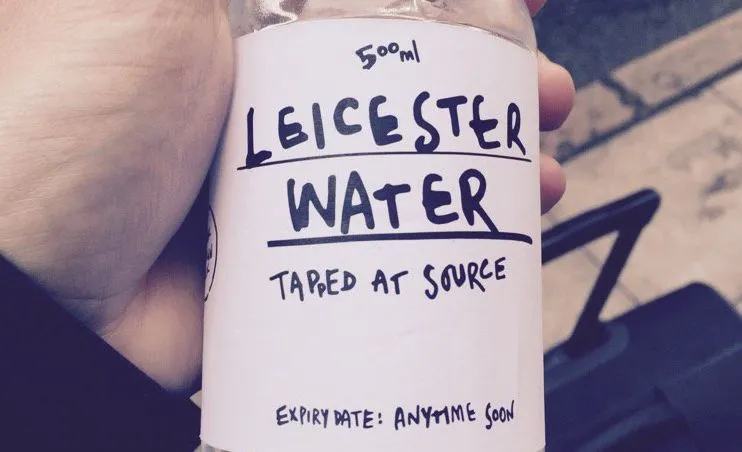 500ml
LEICESTER
WATER
TAPPED AT SOURCE
EXPIRY DATE: ANYTIME SOON